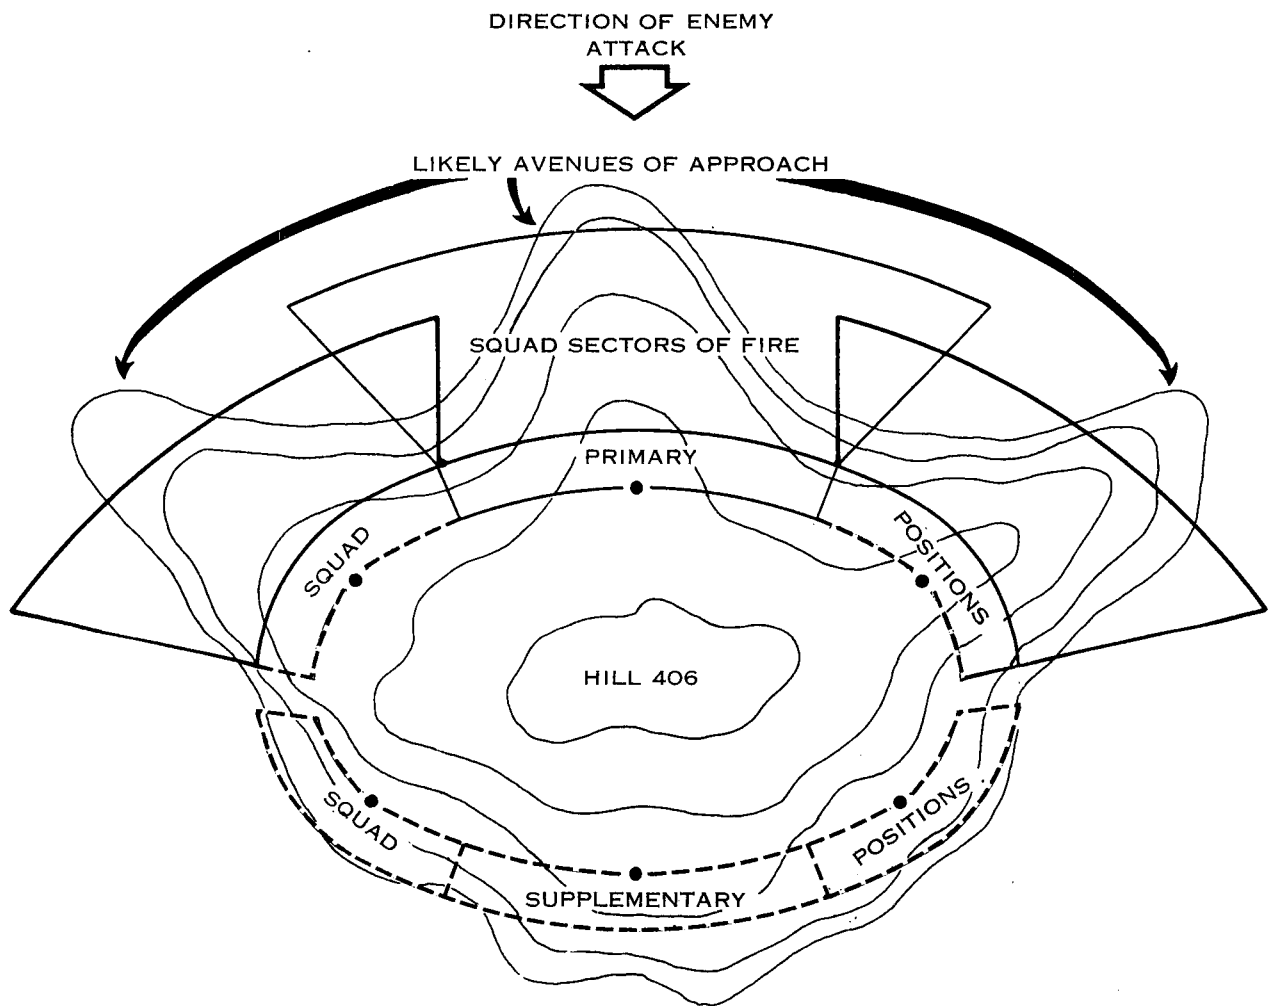 DIRECTION OF ENEMY
ATTACK
LIKELY AVENUES OF APPROACH
SQUAD SECTORS OF FIRE
PRIMARY
SQUAD
POSITIONS
HILL 406
SQUAD
POSITIONS
SUPPLEMENTARY